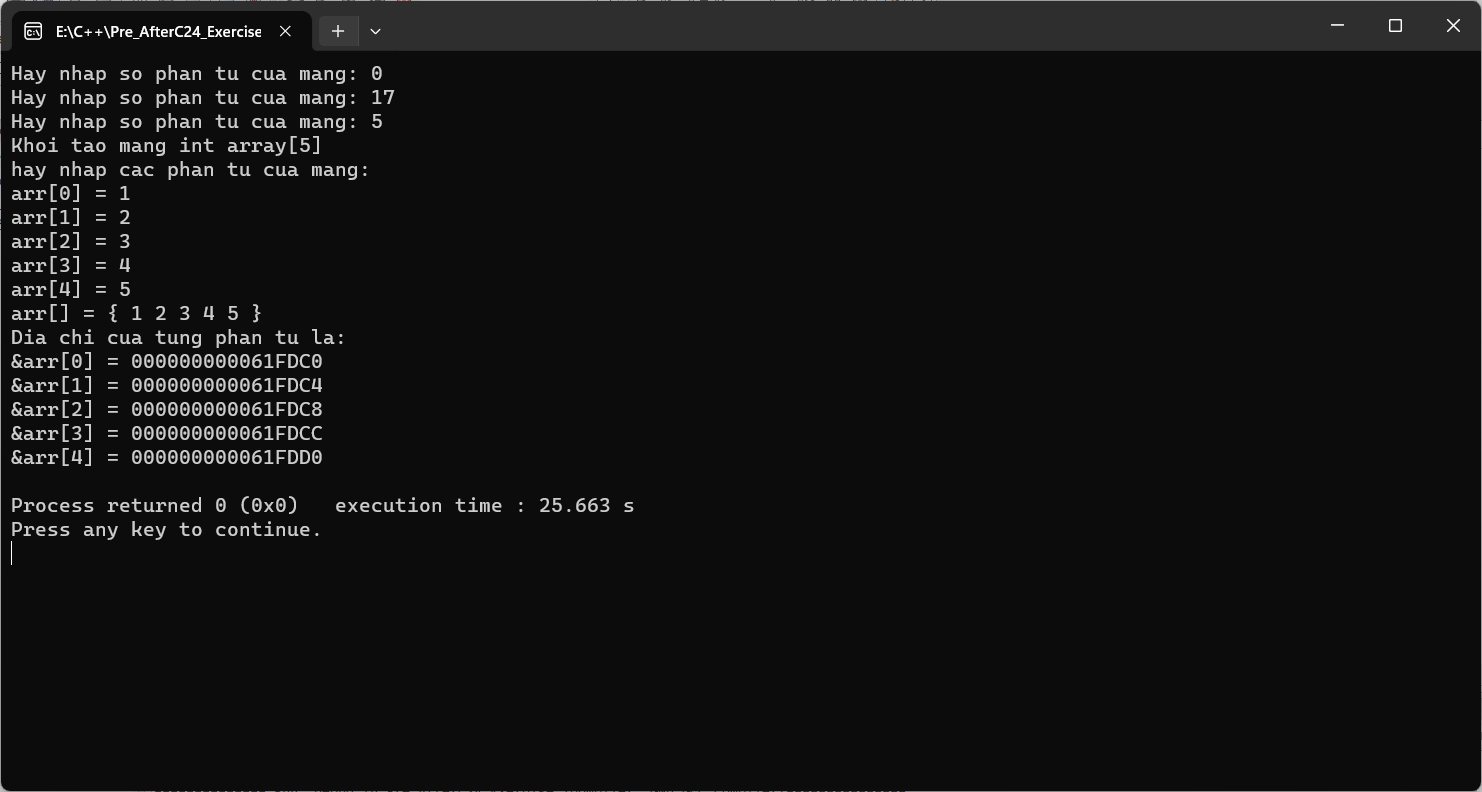 E:\C++\Pre_AfterC24_Exercise
Hay nhap so phan tu cua mang: 0
Hay nhap so phan tu cua mang: 17
Hay nhap so phan tu cua mang: 5
Khoi tao mang int array[5]
hay nhap cac phan tu cua mang:
arr[0] = 1
arr[1] = 2
arr[2] = 3
arr[3] = 4
arr[4] = 5
arr[] = { 1 2 3 4 5 }
Dia chi cua tung phan tu la:
&arr[0] = 000000000061FDC0
&arr[1] = 000000000061FDC4
&arr[2] = 000000000061FDC8
&arr[3] = 000000000061FDCC
&arr[4] = 000000000061FDD0
Process returned 0 (0x0)   execution time : 25.663 s
Press any key to continue.